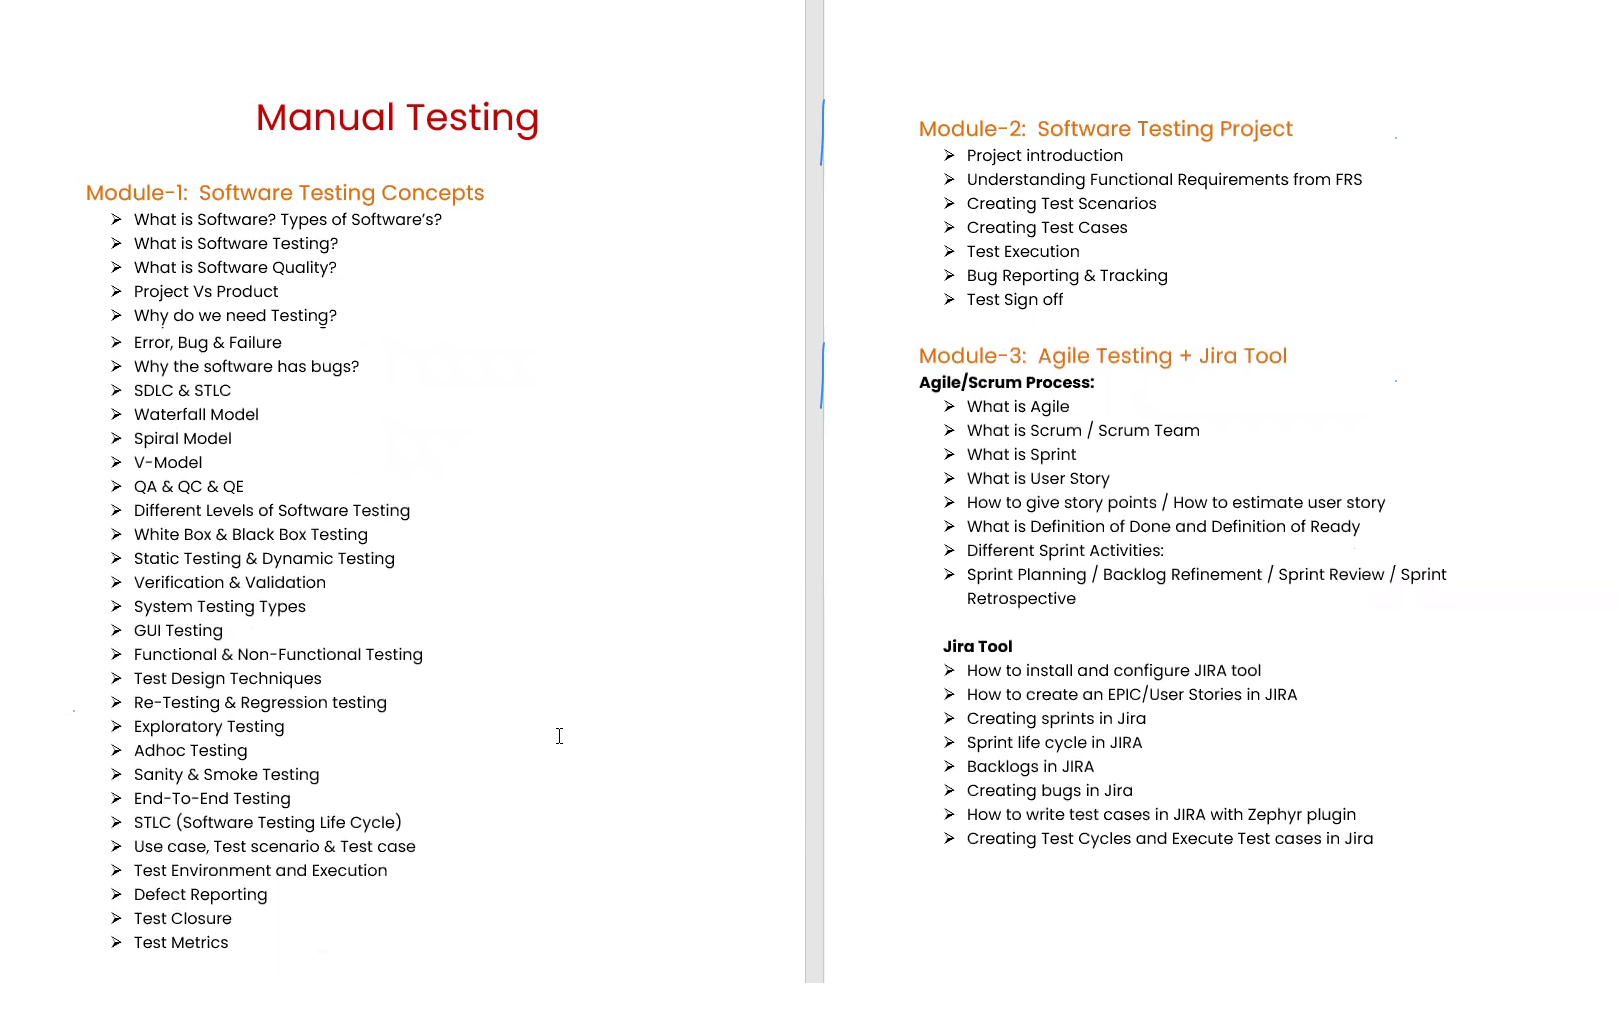 Manual Testing
Module-1: Software Testing Concepts
What is Software? Types of Software's?
What is Software Testing?
What is Software Quality?
Project Vs Product
Why do we need Testing?
Error, Bug & Failure
Why the software has bugs?
SDLC & STLC
Waterfall Model
Spiral Model
V-Model
QA & QC & QE
Different Levels of Software Testing
White Box & Black Box Testing
Static Testing & Dynamic Testing
Verification & Validation
System Testing Types
GUI Testing
Functional & Non-Functional Testing
Test Design Techniques
Re-Testing & Regression testing
Exploratory Testing
Adhoc Testing
Sanity & Smoke Testing
End-To-End Testing
STLC (Software Testing Life Cycle)
Use case, Test scenario & Test case
Test Environment and Execution
Defect Reporting
Test Closure
Test Metrics
Module-2: Software Testing Project
Project introduction
Understanding Functional Requirements from FRS
Creating Test Scenarios
Creating Test Cases
Test Execution
Bug Reporting & Tracking
Test Sign off
Module-3: Agile Testing + Jira Tool
Agile/Scrum Process:
What is Agile
What is Scrum / Scrum Team
What is Sprint
What is User Story
How to give story points / How to estimate user story
What is Definition of Done and Definition of Ready
Different Sprint Activities:
Sprint Planning / Backlog Refinement / Sprint Review / Sprint
Retrospective
Jira Tool
How to install and configure JIRA tool
How to create an EPIC/User Stories in JIRA
Creating sprints in Jira
Sprint life cycle in JIRA
Backlogs in JIRA
Creating bugs in Jira
How to write test cases in JIRA with Zephyr plugin
Creating Test Cycles and Execute Test cases in Jira